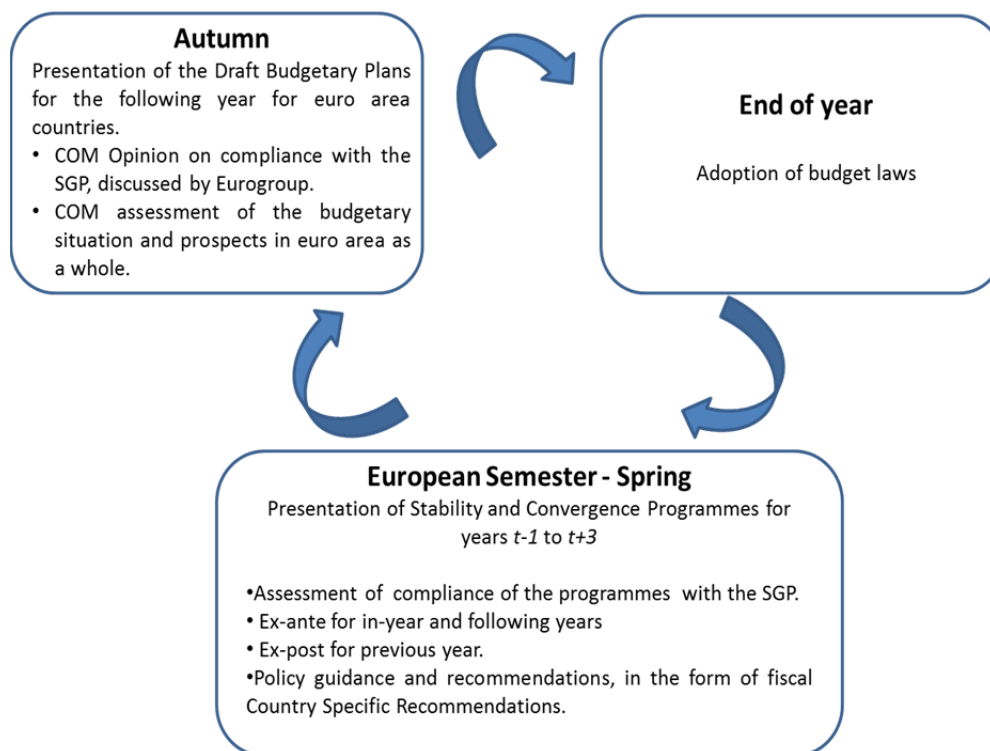 Autumn
Presentation of the Draft Budgetary Plans
for the following year for euro area
countries.
• COM Opinion on compliance with the
SGP, discussed by Eurogroup.
• COM assessment of the budgetary
situation and prospects in euro area as
a whole.
End of year
Adoption of budget laws
European Semester - Spring
Presentation of Stability and Convergence Programmes for
years t-1 to t+3
•Assessment of compliance of the programmes with the SGP.
• Ex-ante for in-year and following years
• Ex-post for previous year.
•Policy guidance and recommendations, in the form of fiscal
Country Specific Recommendations.